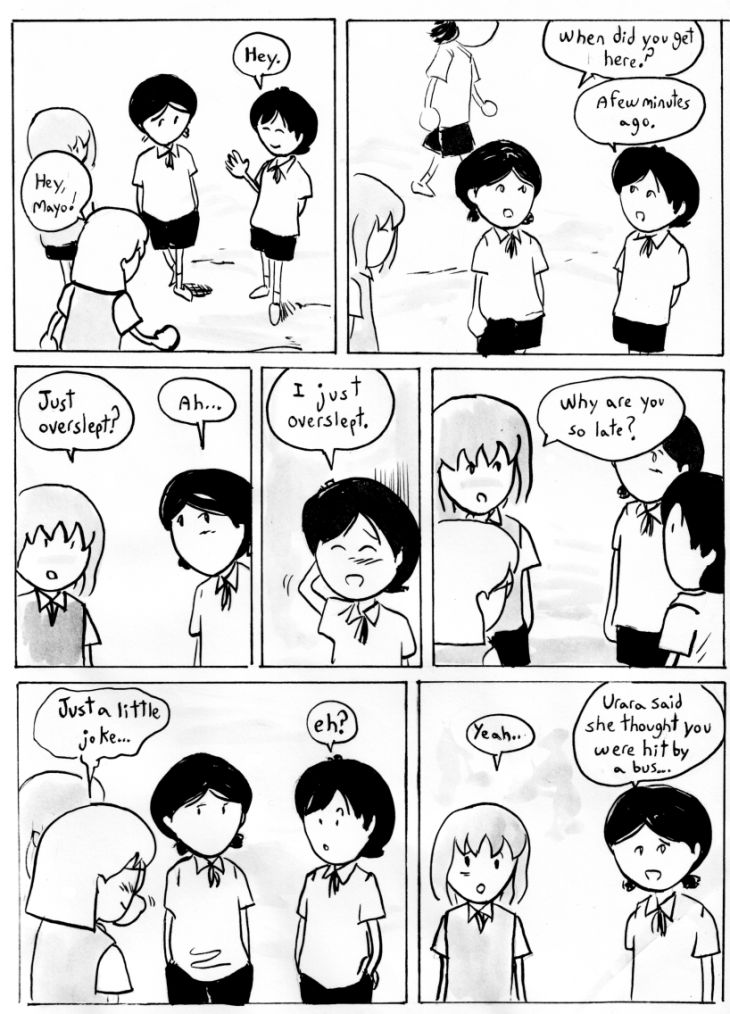 When did you get
here?
A few minutes
ago.
Hey.
Hey,
Mayo!
Why are you
so late?
I just
overslept.
Ah...
Just
overslept?
Urara said
she thought you
were hit by
a bus...
Yeah..
eh?
Just a little
joke...